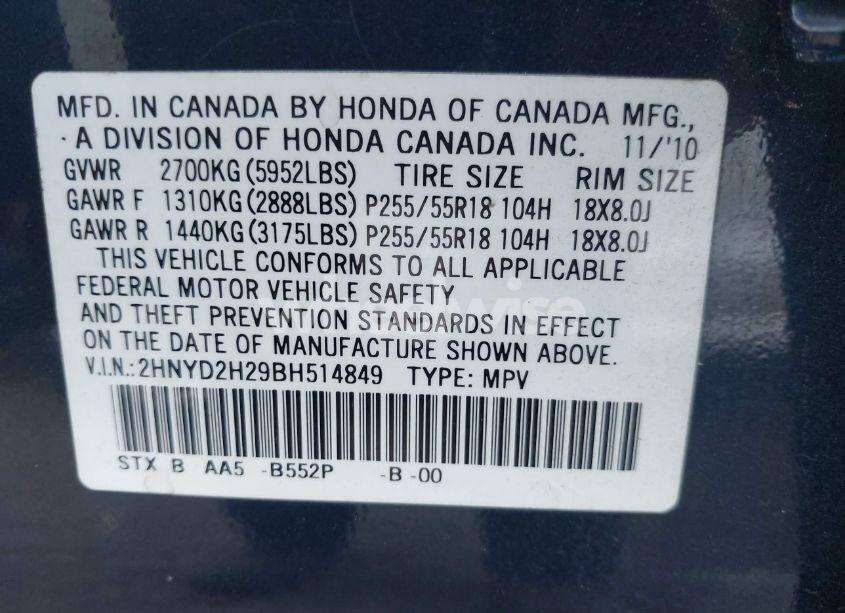 MFD. IN CANADA BY HONDA OF CANADA MFG.,
A DIVISION OF HONDA CANADA INC. 11/'10
GVWR 2700KG (5952LBS) TIRE SIZE RIM SIZE
GAWR F 1310KG (2888LBS) P255/55R18 104H 18X8.0J
GAWR R 1440KG (3175LBS) P255/55R18 104H 18X8.0J
THIS VEHICLE CONFORMS TO ALL APPLICABLE
FEDERAL MOTOR VEHICLE SAFETY
AND THEFT PREVENTION STANDARDS IN EFFECT
ON THE DATE OF MANUFACTURE SHOWN ABOVE.
V.I.N.:2HNYD2H29BH514849 TYPE: MPV
STX B AA5 -B552P -B -00